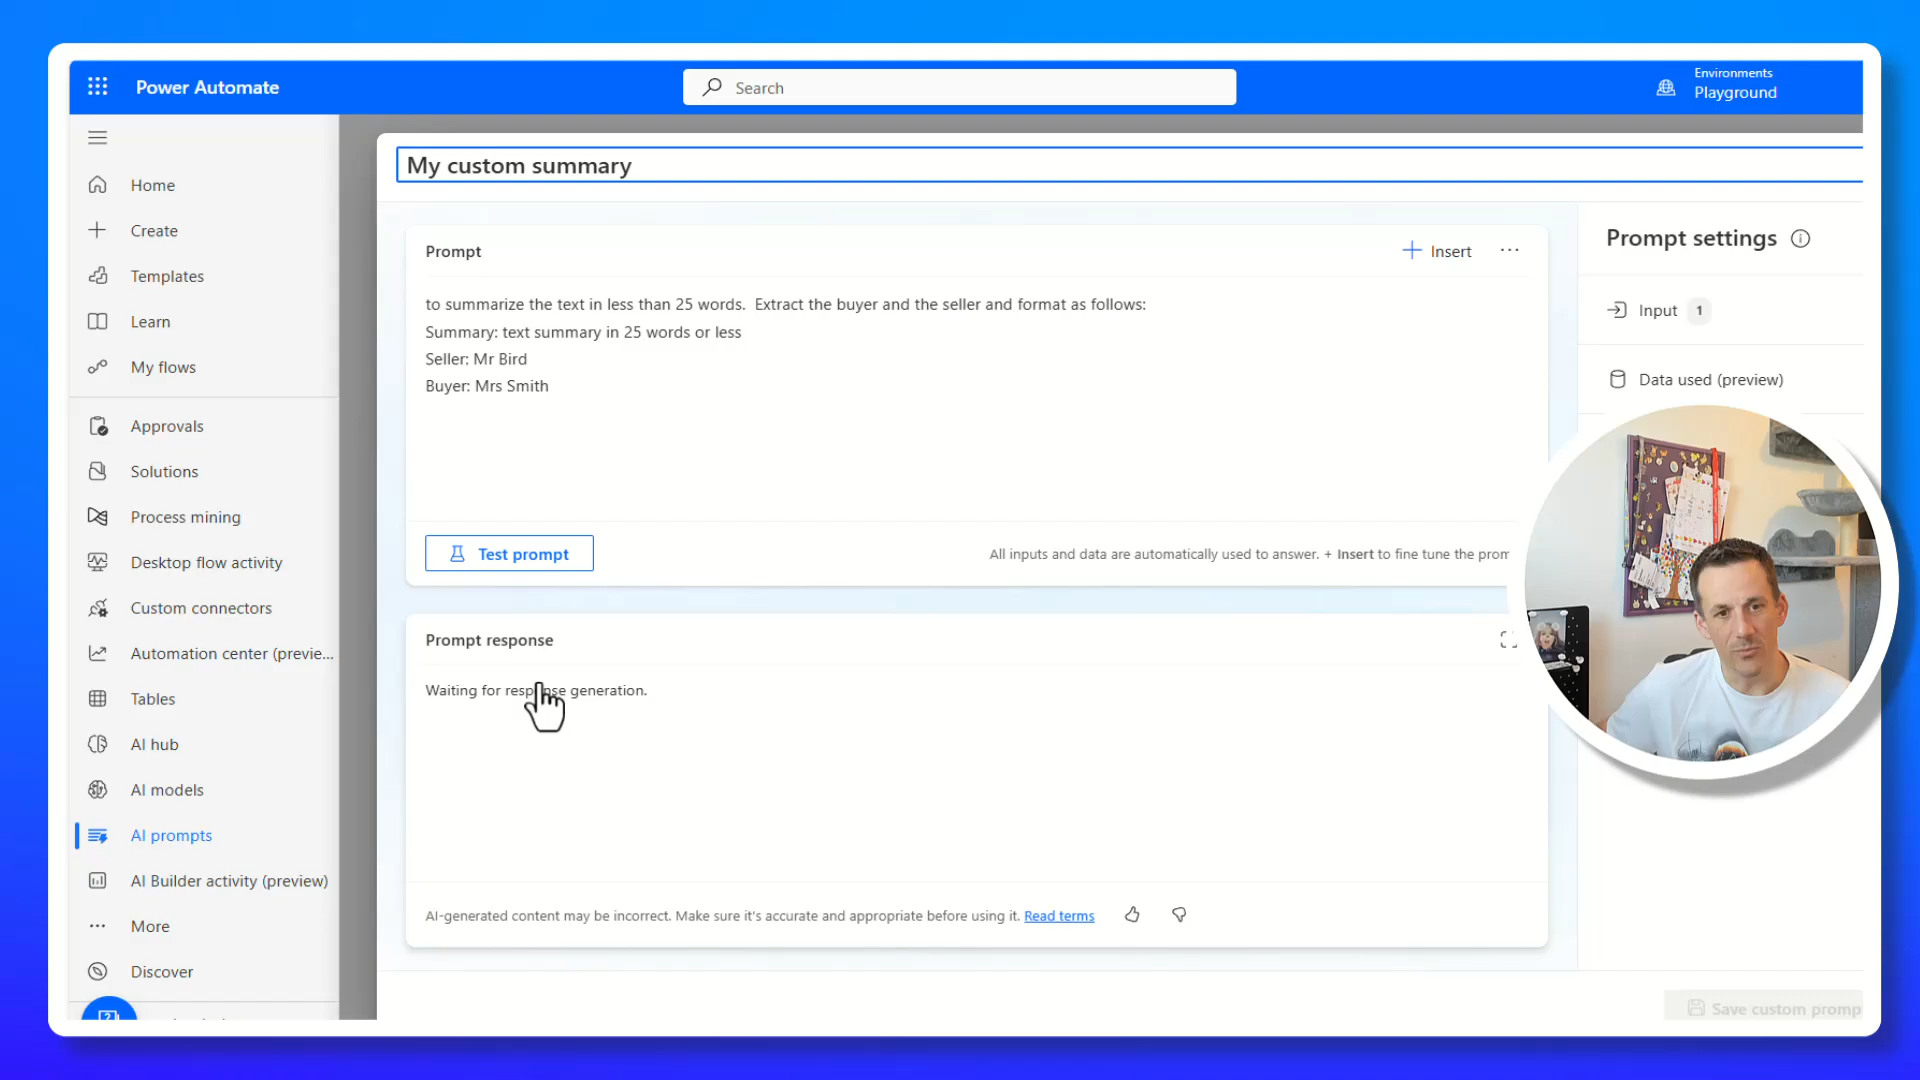 Power Automate
Search
Environments
Playground
Home
Create
Templates
Learn
My flows
Approvals
Solutions
Process mining
Desktop flow activity
Custom connectors
Automation center (previe...
Tables
AI hub
AI models
AI prompts
AI Builder activity (preview)
More
Discover
My custom summary
Prompt
Insert
to summarize the text in less than 25 words.  Extract the buyer and the seller and format as follows:
Summary: text summary in 25 words or less
Seller: Mr Bird
Buyer: Mrs Smith
Test prompt
All inputs and data are automatically used to answer. + Insert to fine tune the prom
Prompt response
Waiting for response generation.
AI-generated content may be incorrect. Make sure it's accurate and appropriate before using it. Read terms
Prompt settings
Input 1
Data used (preview)
Save custom promp